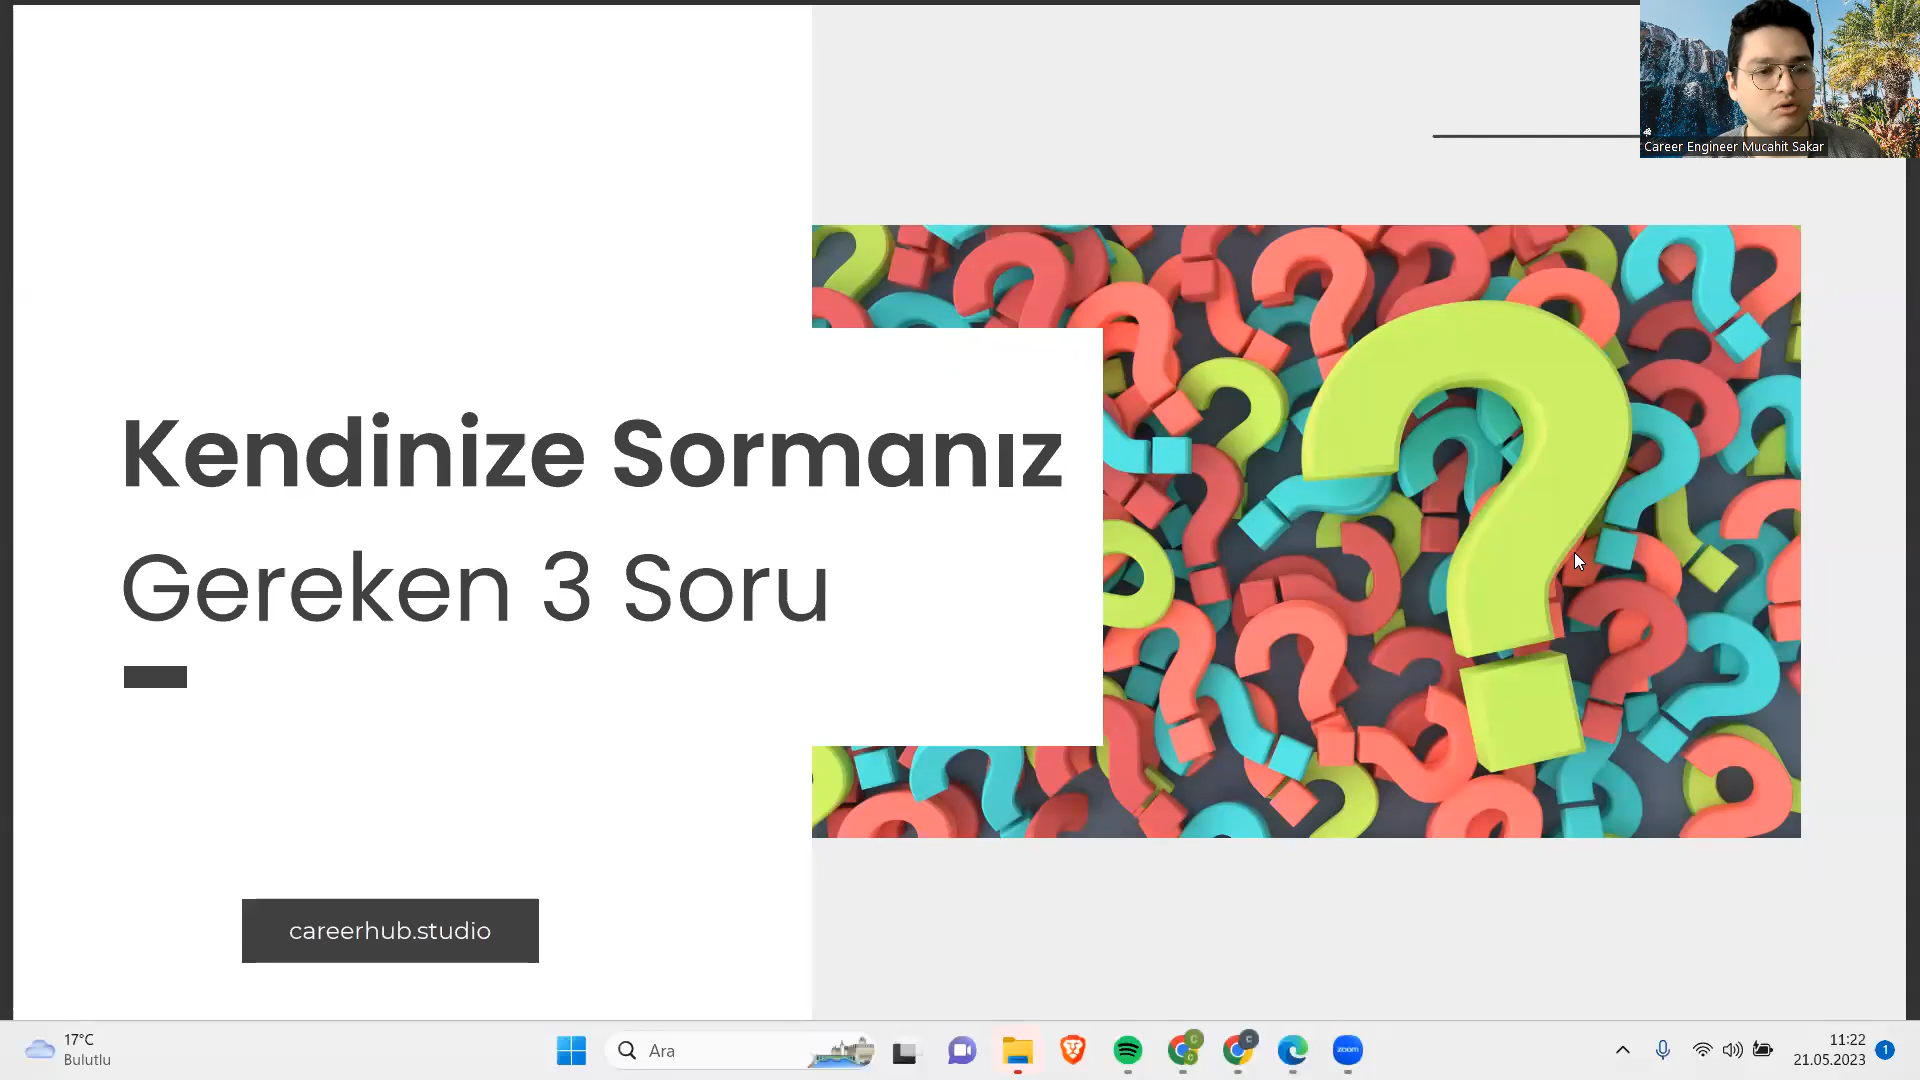 Career Engineer Mucahit Sakar
Kendinize Sormanız
Gereken 3 Soru
careerhub.studio
17°C
Bulutlu
Ara
C
C
C
zoom
11:22
21.05.2023
1